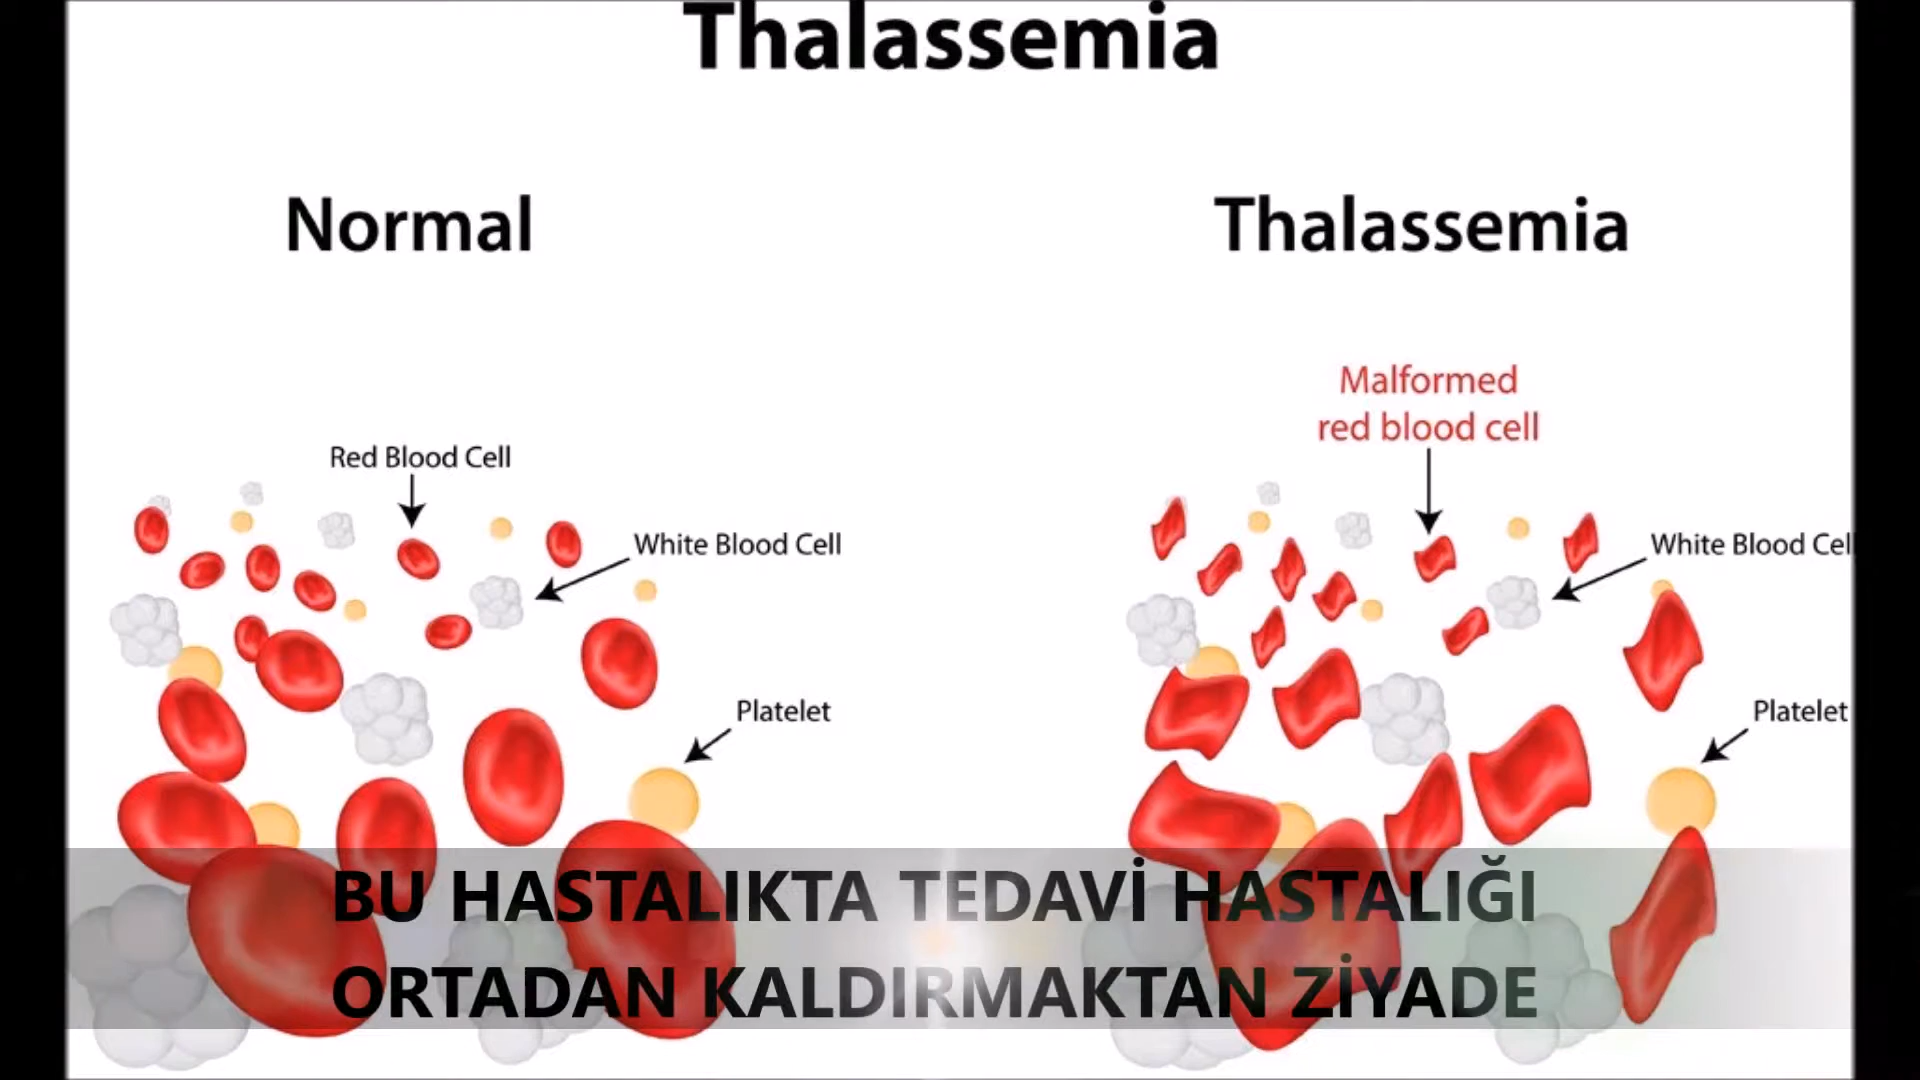 Thalassemia
Normal
Thalassemia
Malformed
red blood cell
Red Blood Cell
White Blood Cell
White Blood Cel
Platelet
Platelet
BU HASTALIKTA TEDAVİ HASTALIĞI
ORTADAN KALDIRMAKTAN ZİYADE